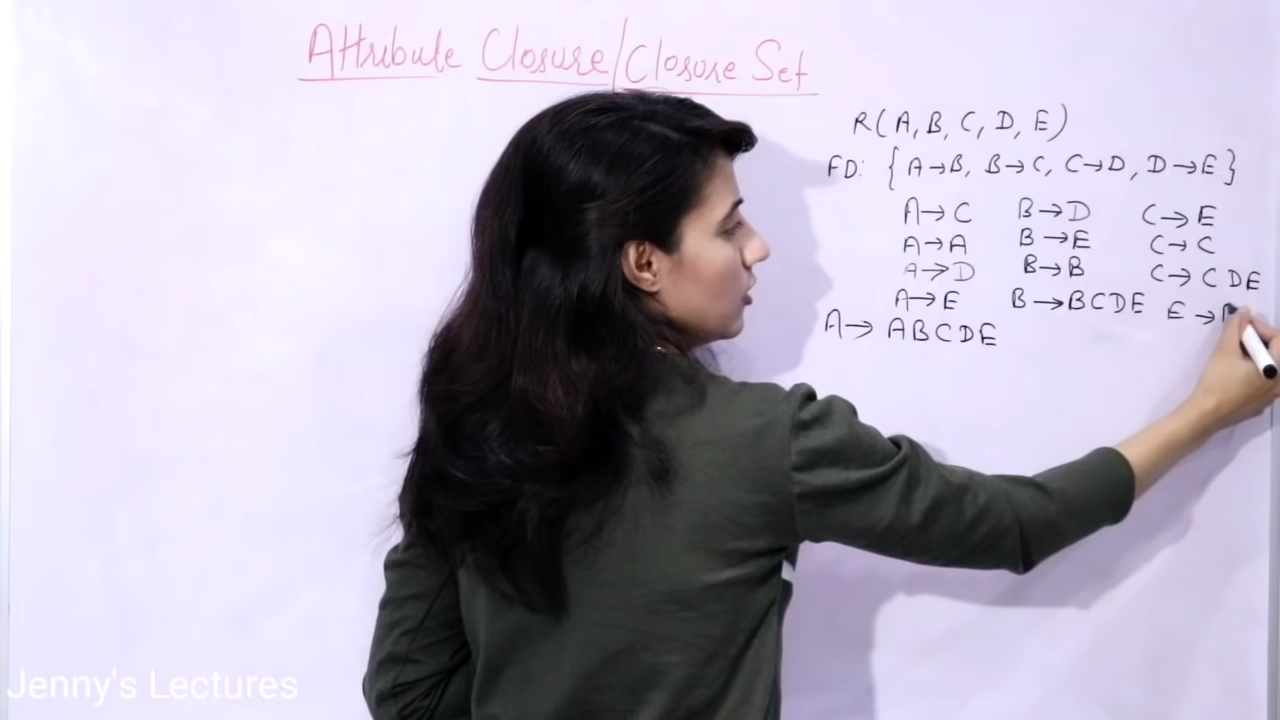 Attribute Closure/Closure Set
R(A, B, C, D, E)
FD: {A→B, B→C, C→D, D→E}
A→C B→D C→E
A→A B→E C→C
A→D B→B C→CDE
A→E B→BCDE E→
A→ABCDE
Jenny's Lectures